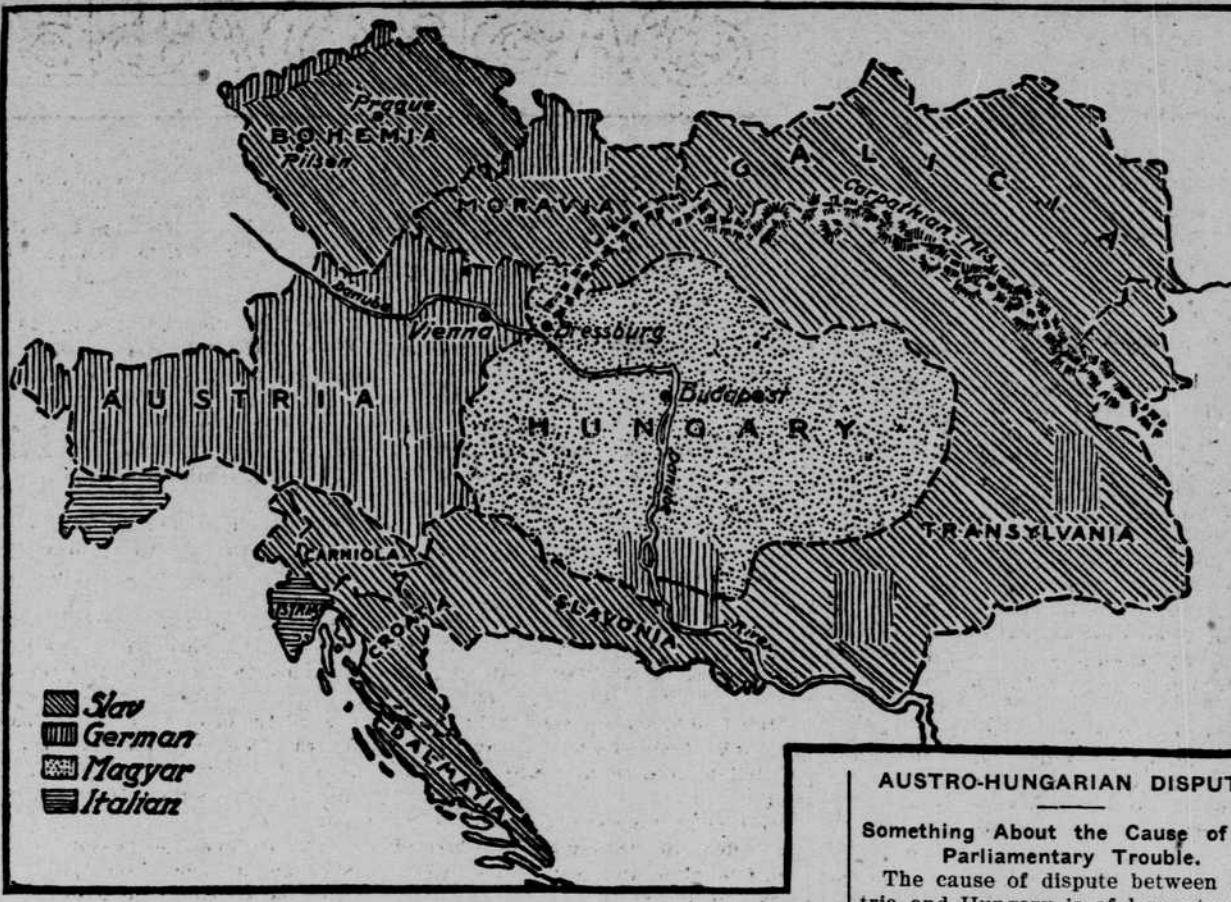 Prague
BOHEMIA
Pilsen
MORAVIA
GALICIA
Carpathian Mts.
Danube
Vienna
Pressburg
AUSTRIA
Budapest
HUNGARY
Danube
TRANSYLVANIA
CARNIOLA
ISTRIA
CROATIA
SLAVONIA
River
DALMATIA
Slav
German
Magyar
Italian
AUSTRO-HUNGARIAN DISPUT
Something About the Cause of
Parliamentary Trouble.
The cause of dispute between